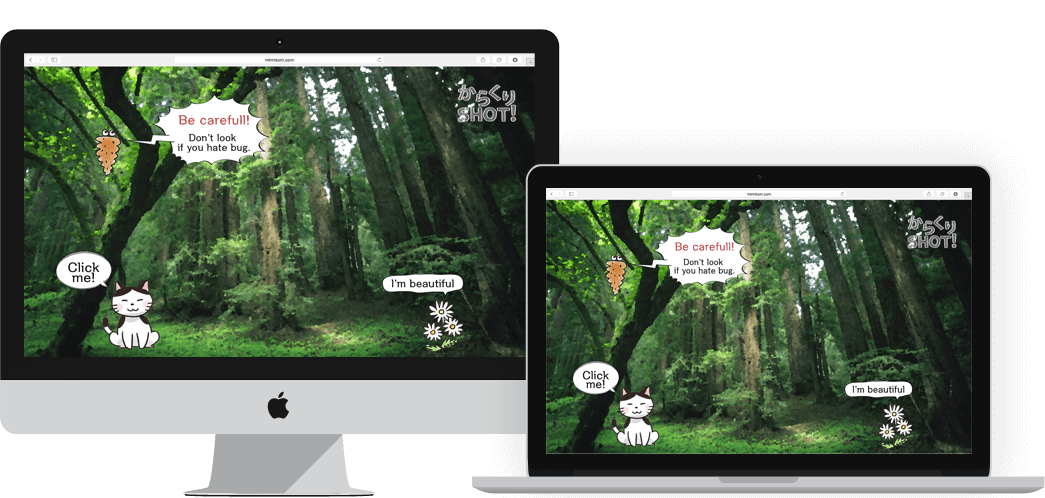 mtmtkzm.com
からくり
SHOT!
Be carefull!
Don't look
if you hate bug.
Click
me!
I'm beautiful
mtmtkzm.com
からくり
SHOT!
Be carefull!
Don't look
if you hate bug.
Click
me!
I'm beautiful